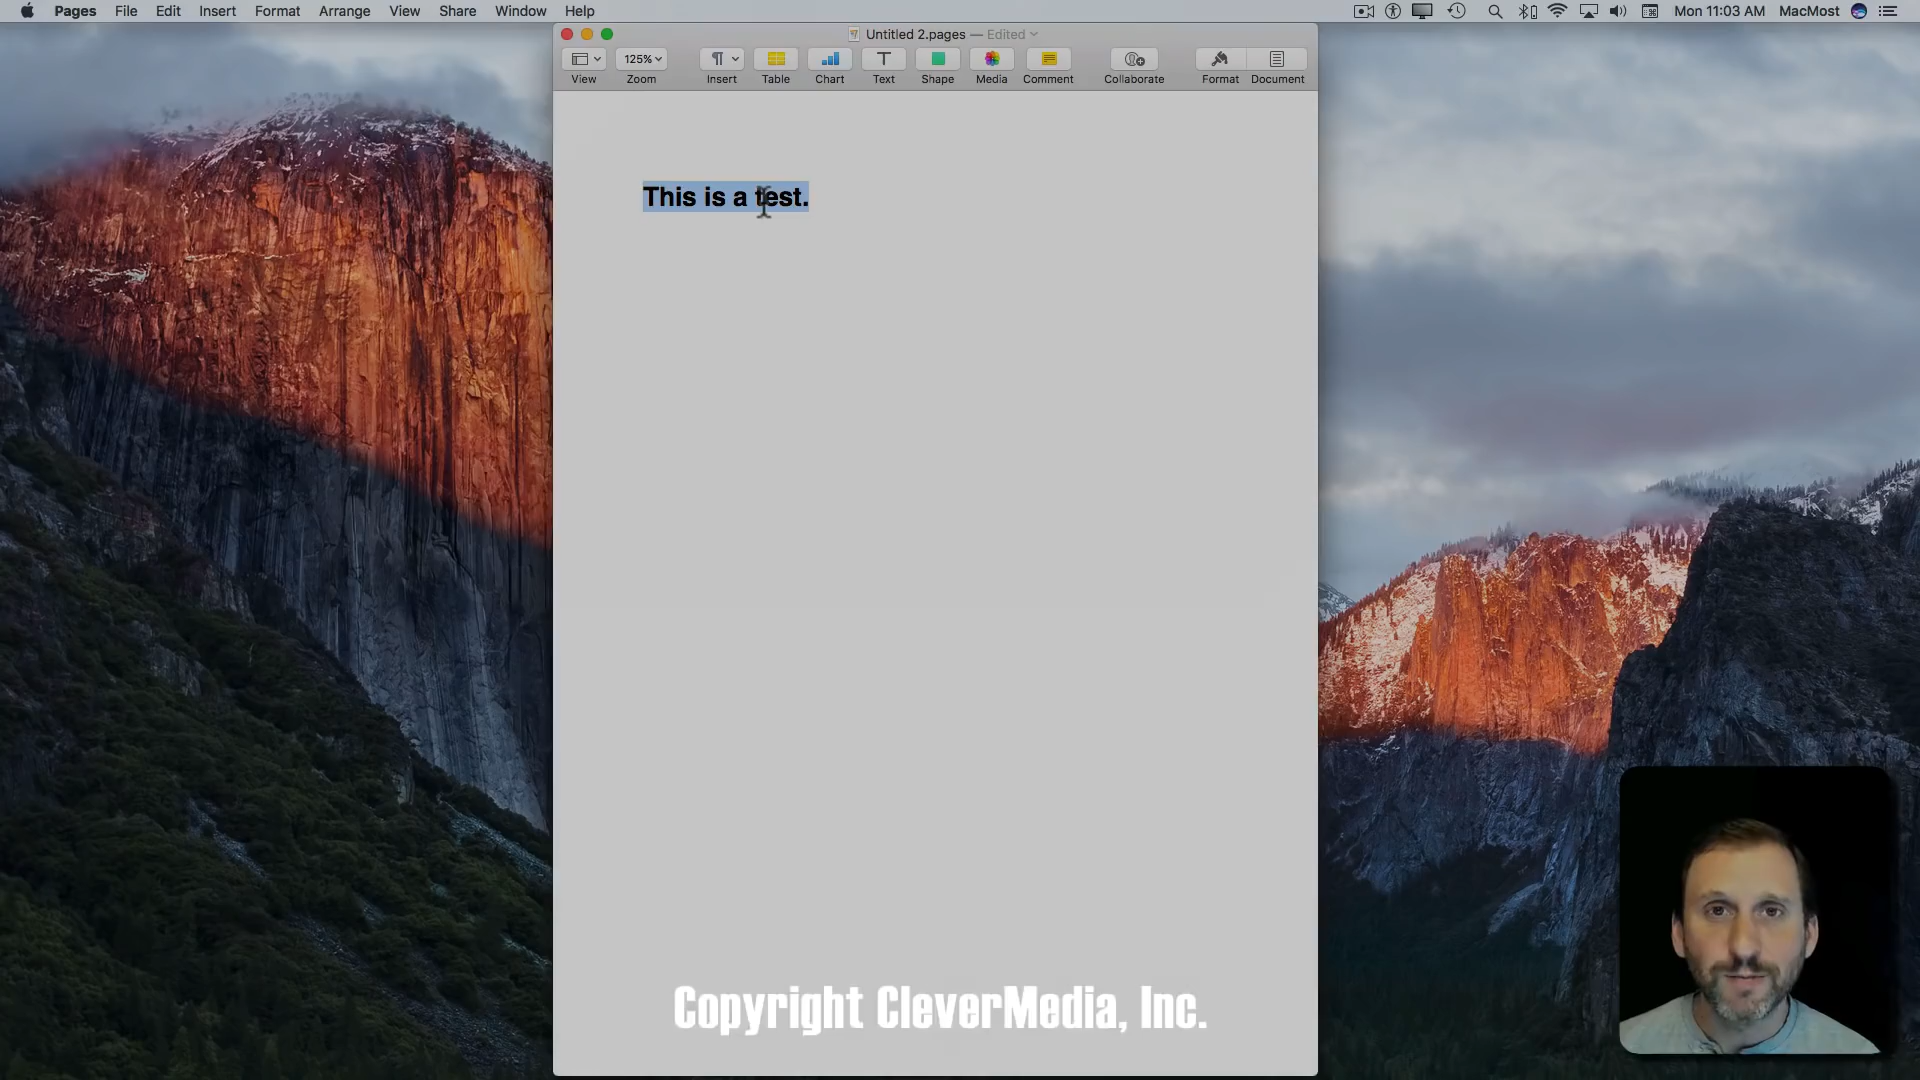 Pages File Edit Insert Format Arrange View Share Window Help Mon 11:03 AM MacMost
Untitled 2.pages — Edited
125%
View Zoom Insert Table Chart Text Shape Media Comment Collaborate Format Document
This is a test.
Copyright CleverMedia, Inc.